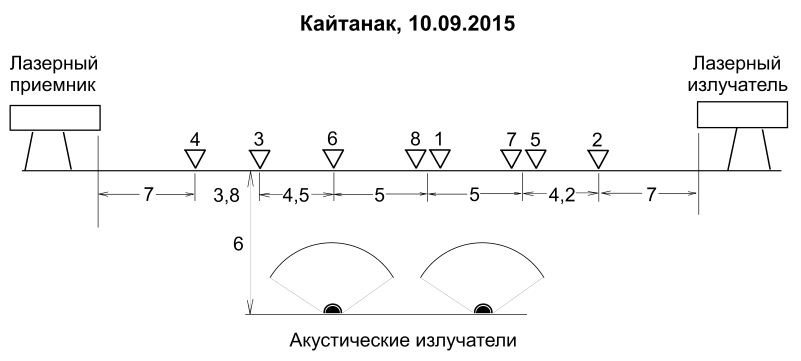 Кайтанак, 10.09.2015
Лазерный
приемник
Лазерный
излучатель
4 3 6 8 1 7 5 2
7 3,8 4,5 5 5 4,2 7
6
Акустические излучатели